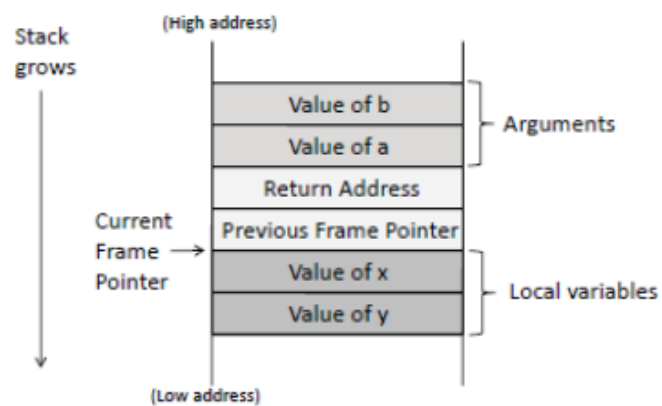 (High address)
Stack
grows
Value of b
Value of a
Arguments
Return Address
Previous Frame Pointer
Current
Frame
Pointer
Value of x
Value of y
Local variables
(Low address)